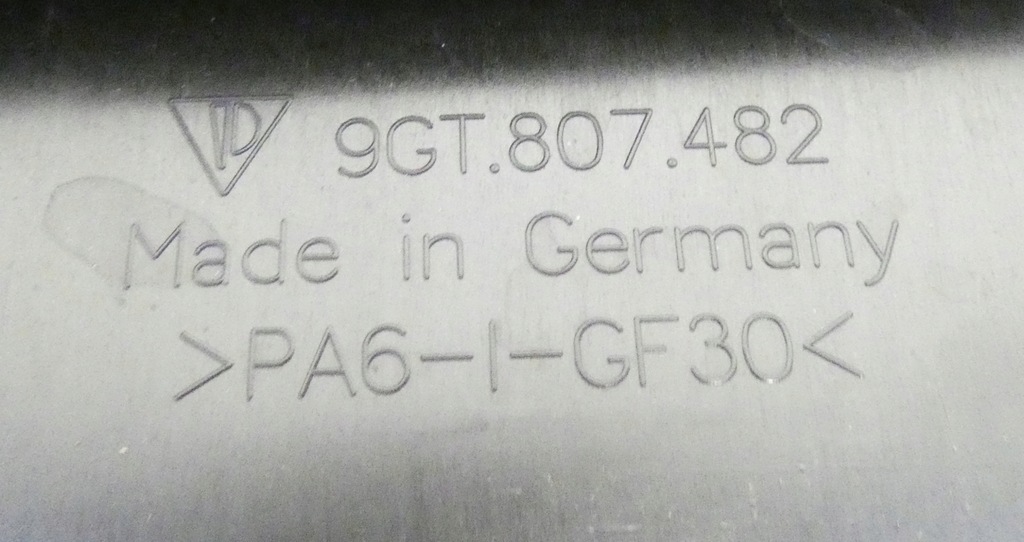 9GT.807.482
Made in Germany
>PA6-I-GF30<